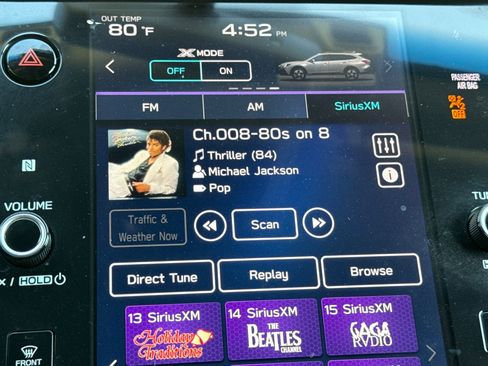 OUT TEMP
80°F
4:52 PM
X MODE
OFF ON
PASSENGER
AIR BAG
OFF
FM AM SiriusXM
Ch.008-80s on 8
Thriller (84)
Michael Jackson
Pop
VOLUME
HOLD
Traffic &
Weather Now
Scan
Direct Tune Replay Browse
13 SiriusXM 14 SiriusXM 15 SiriusXM
Holiday
Traditions
THE
BEATLES
CHANNEL
GAGA
RADIO
FRONT